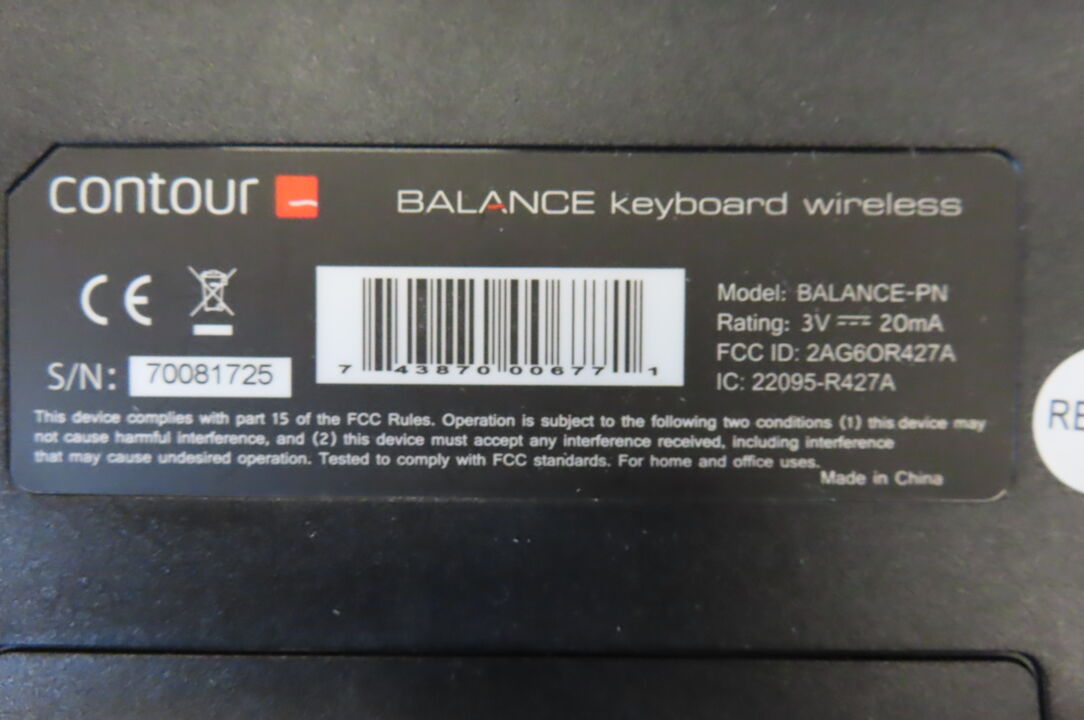 contour
BALANCE keyboard wireless
Model: BALANCE-PN
Rating: 3V 20mA
FCC ID: 2AG6OR427A
IC: 22095-R427A
7 43870 00677 1
S/N: 70081725
This device complies with part 15 of the FCC Rules. Operation is subject to the following two conditions (1) this device may
not cause harmful interference, and (2) this device must accept any interference received, including interference
that may cause undesired operation. Tested to comply with FCC standards. For home and office uses.
Made in China
RE